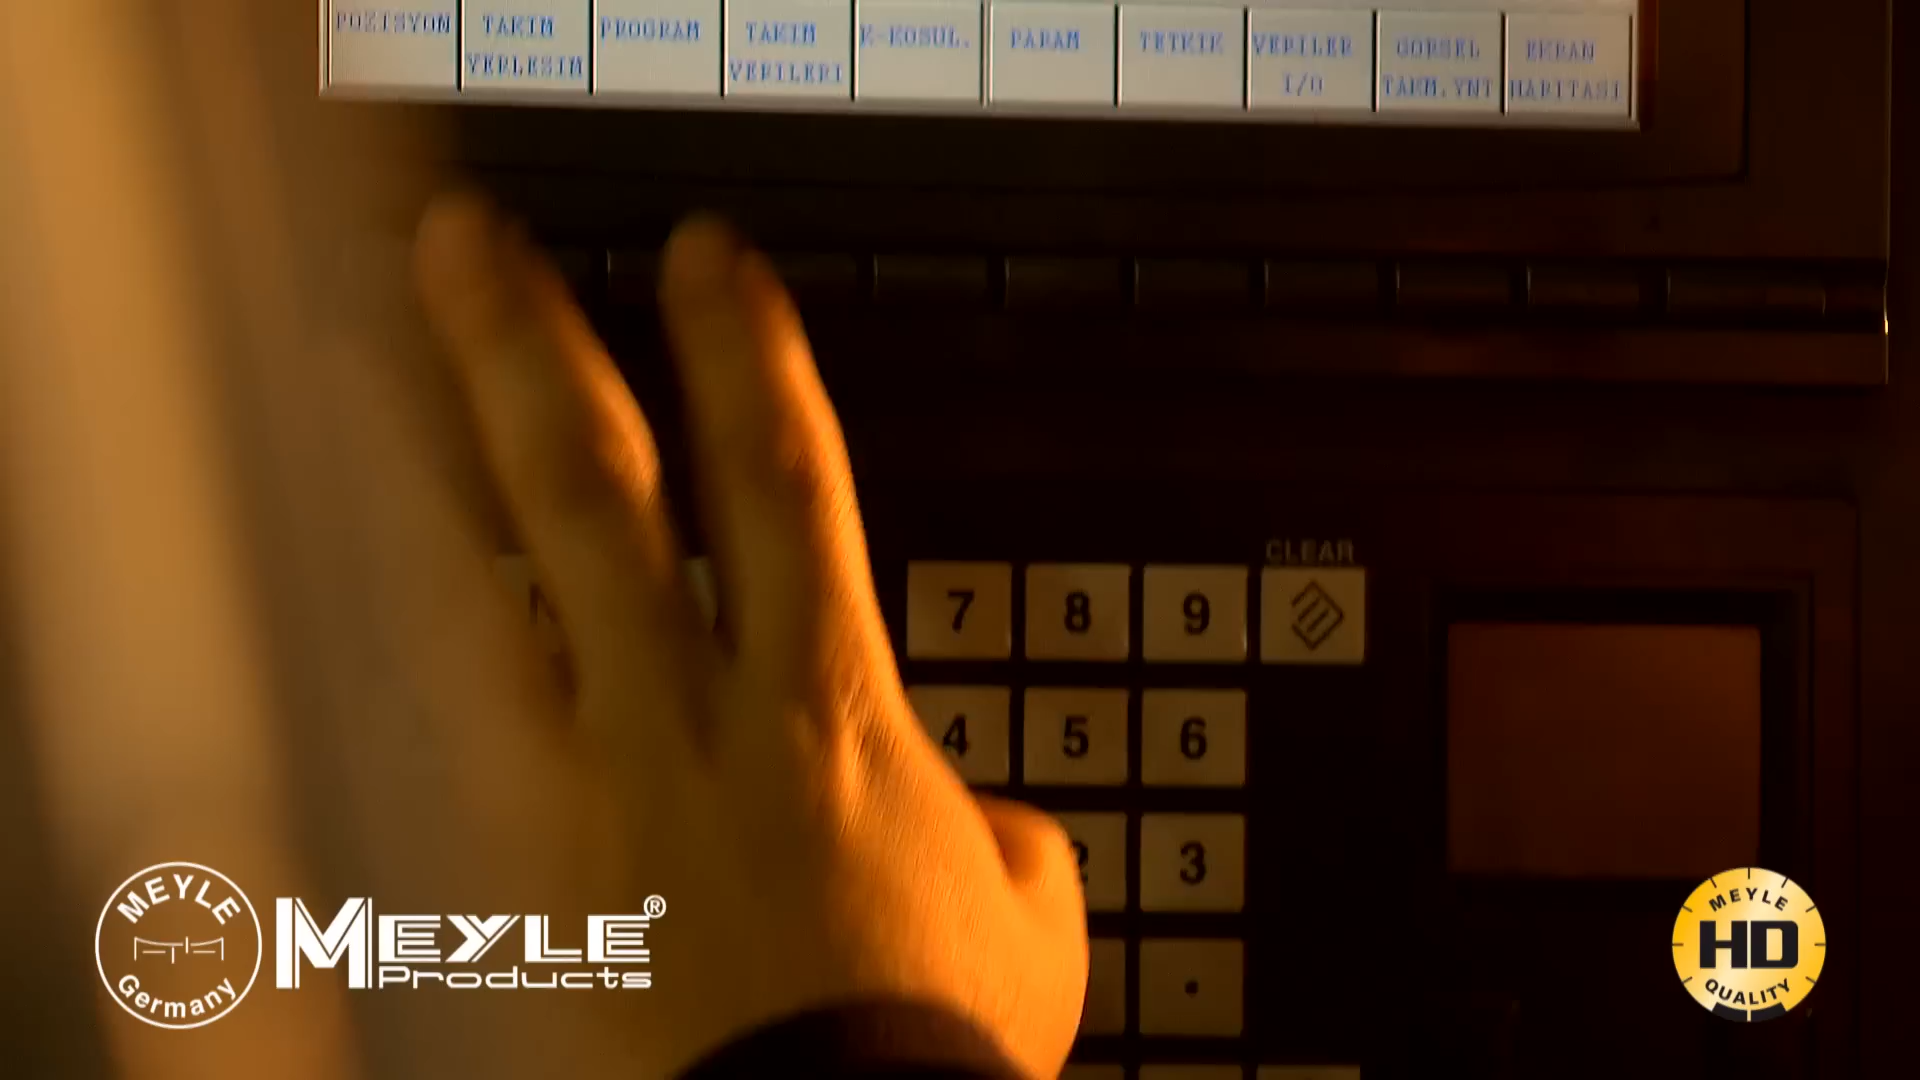 POZISYON
TAKIM
YERLESIM
PROGRAM
TAKIM
VERILERI
K-KOSUL.
PARAM
TETKIK
VERILER
I/O
GORSEL
TAKM.YNT
EKRAN
HARITASI
CLEAR
7
8
9
4
5
6
2
3
.
MEYLE
Germany
MEYLE®
Products
MEYLE
HD
QUALITY